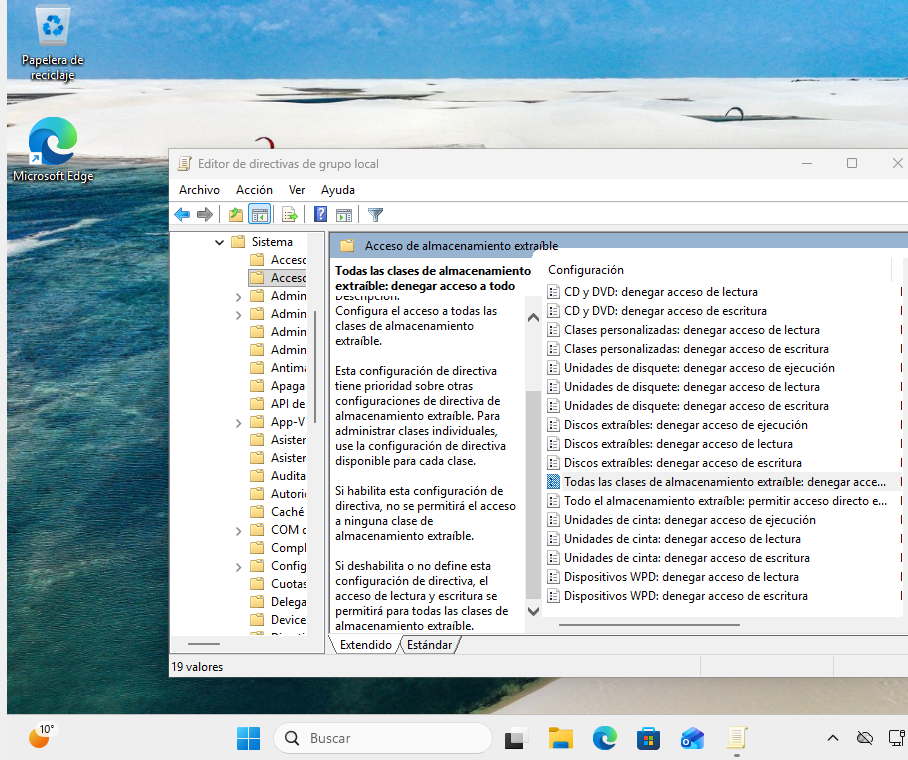 Papelera de
reciclaje
Microsoft Edge
Editor de directivas de grupo local
Archivo Acción Ver Ayuda
Sistema
Acceso
Acceso
Admin
Admin
Admin
Admin
Antima
Apaga
API de
App-V
Asister
Asister
Audita
Autori
Caché
COM c
Compl
Config
Cuotas
Delega
Device
Acceso de almacenamiento extraíble
Todas las clases de almacenamiento
extraíble: denegar acceso a todo
Descripción:
Configura el acceso a todas las
clases de almacenamiento
extraíble.
Esta configuración de directiva
tiene prioridad sobre otras
configuraciones de directiva de
almacenamiento extraíble. Para
administrar clases individuales,
use la configuración de directiva
disponible para cada clase.
Si habilita esta configuración de
directiva, no se permitirá el acceso
a ninguna clase de
almacenamiento extraíble.
Si deshabilita o no define esta
configuración de directiva, el
acceso de lectura y escritura se
permitirá para todas las clases de
almacenamiento extraíble.
Configuración
CD y DVD: denegar acceso de lectura
CD y DVD: denegar acceso de escritura
Clases personalizadas: denegar acceso de lectura
Clases personalizadas: denegar acceso de escritura
Unidades de disquete: denegar acceso de ejecución
Unidades de disquete: denegar acceso de lectura
Unidades de disquete: denegar acceso de escritura
Discos extraíbles: denegar acceso de ejecución
Discos extraíbles: denegar acceso de lectura
Discos extraíbles: denegar acceso de escritura
Todas las clases de almacenamiento extraíble: denegar acce...
Todo el almacenamiento extraíble: permitir acceso directo e...
Unidades de cinta: denegar acceso de ejecución
Unidades de cinta: denegar acceso de lectura
Unidades de cinta: denegar acceso de escritura
Dispositivos WPD: denegar acceso de lectura
Dispositivos WPD: denegar acceso de escritura
Extendido Estándar
19 valores
10°
Buscar